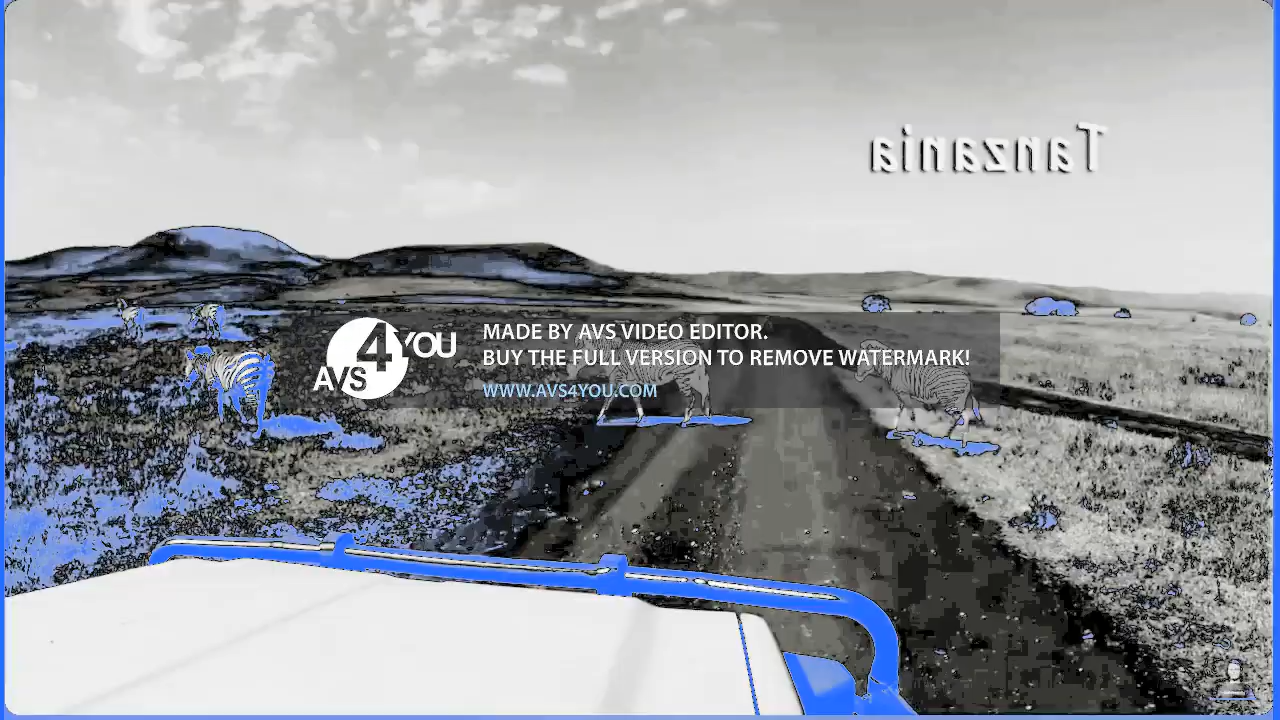 Tanzania
AVS4YOU
MADE BY AVS VIDEO EDITOR.
BUY THE FULL VERSION TO REMOVE WATERMARK!
WWW.AVS4YOU.COM